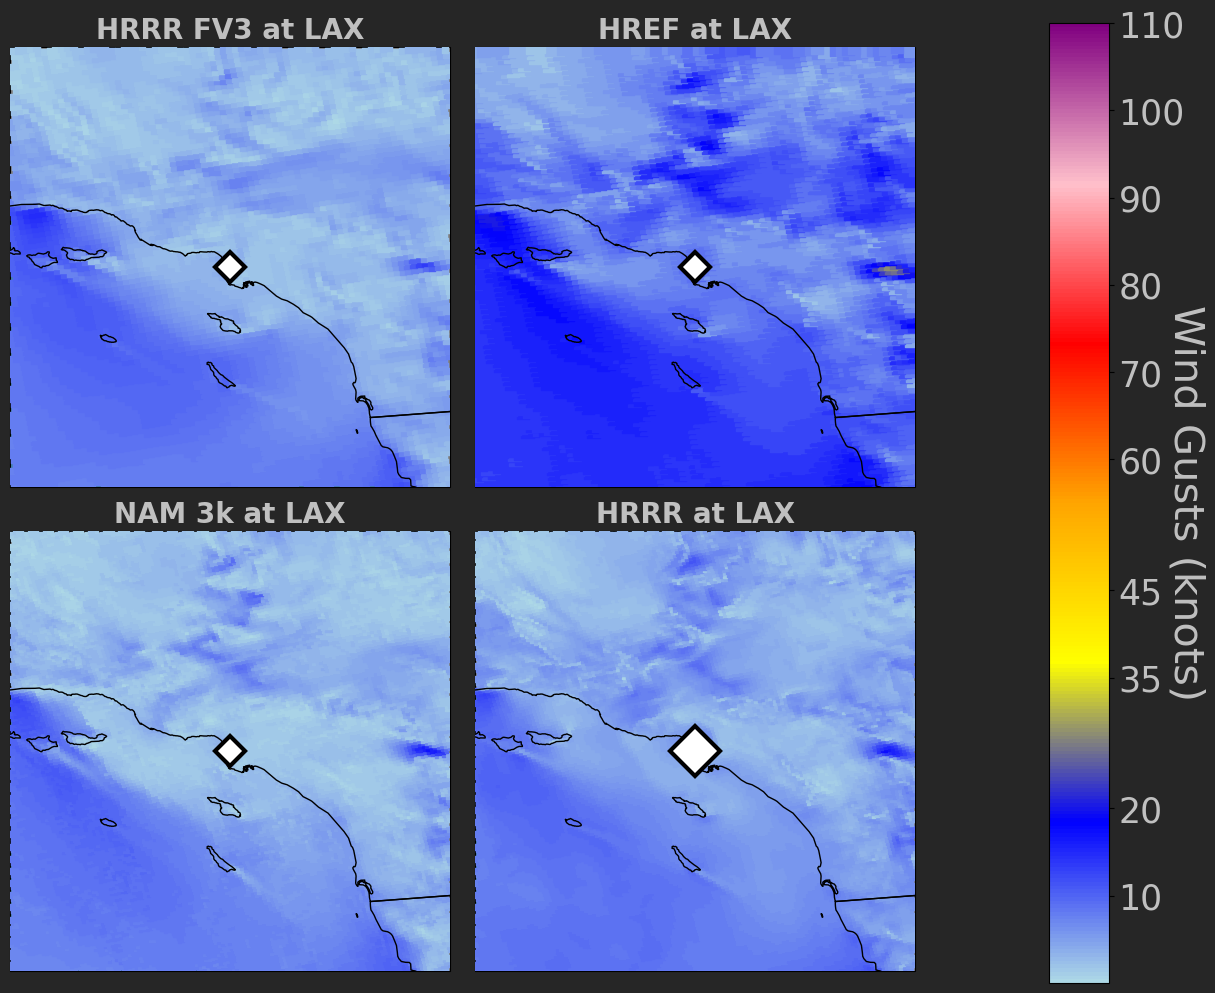 HRRR FV3 at LAX
HREF at LAX
NAM 3k at LAX
HRRR at LAX
110
100
90
80
70
60
45
35
20
10
Wind Gusts (knots)